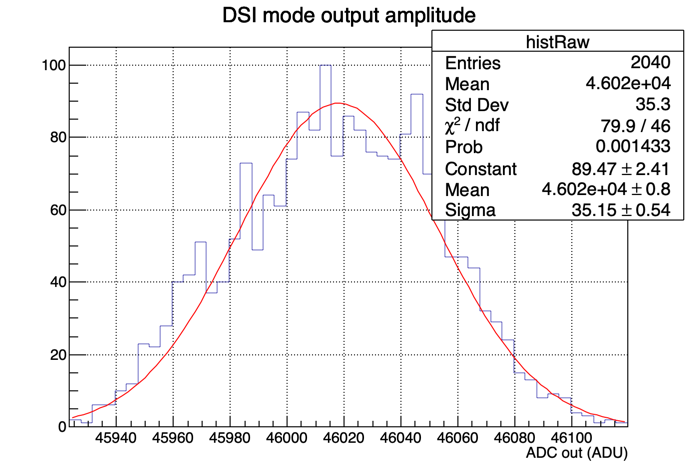 DSI mode output amplitude
histRaw
Entries 2040
Mean 4.602e+04
Std Dev 35.3
χ² / ndf 79.9 / 46
Prob 0.001433
Constant 89.47 ± 2.41
Mean 4.602e+04 ± 0.8
Sigma 35.15 ± 0.54
100
80
60
40
20
0
45940 45960 45980 46000 46020 46040 46060 46080 46100
ADC out (ADU)